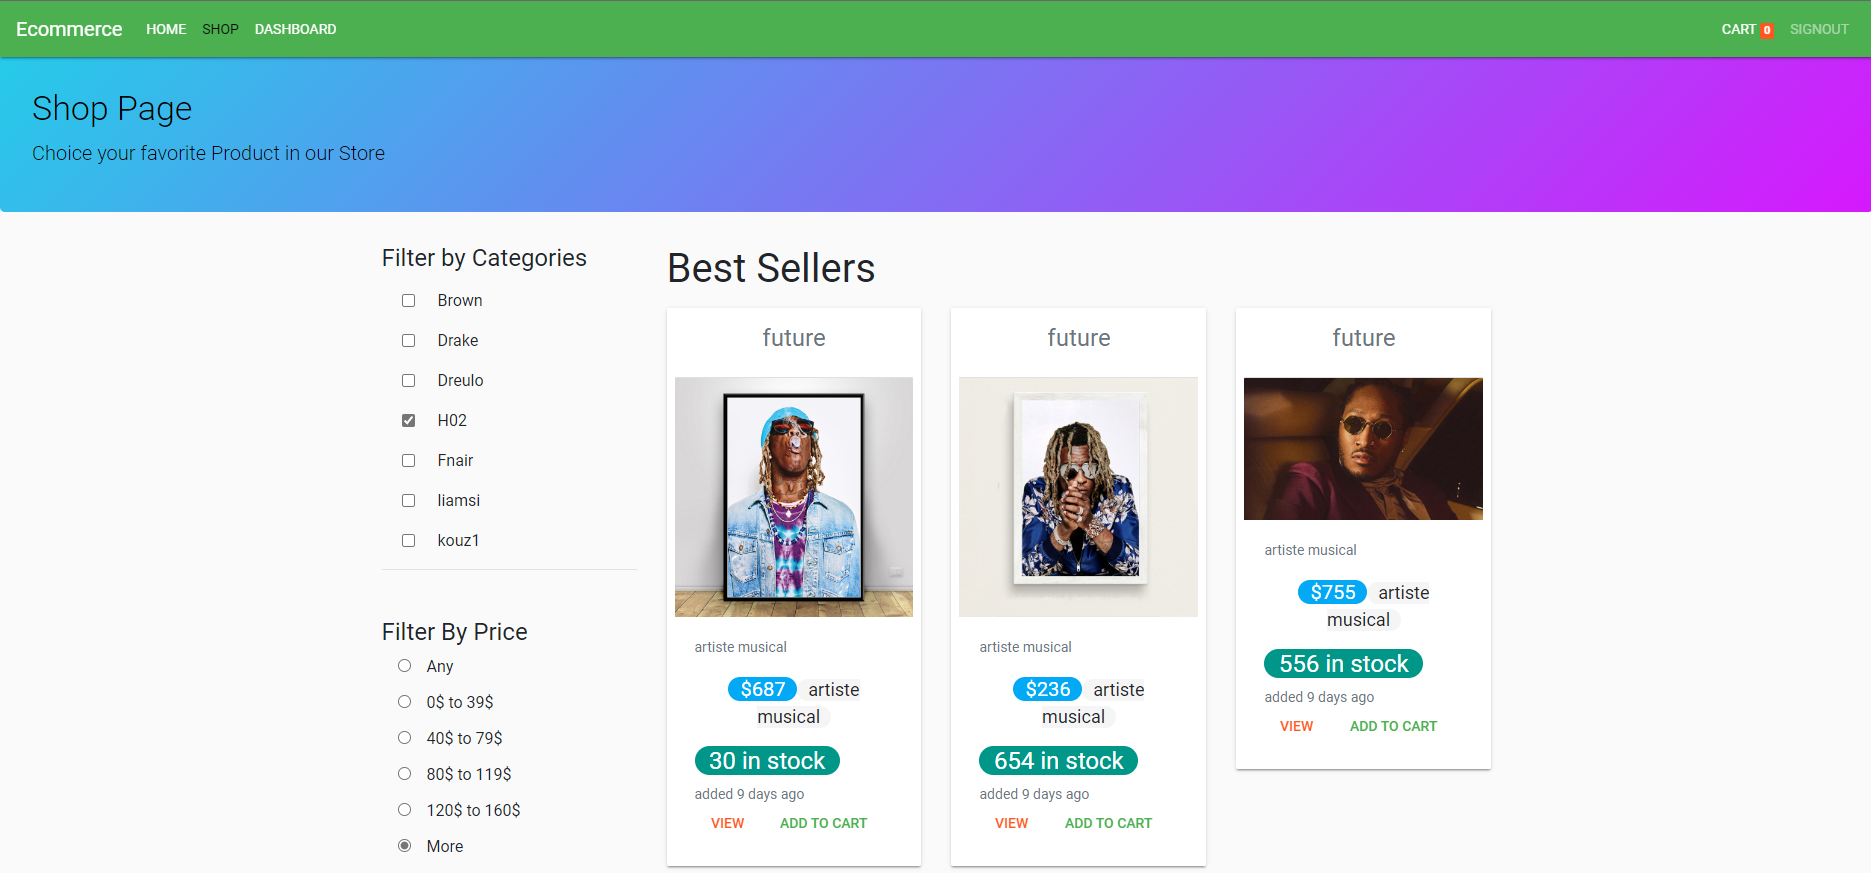 Ecommerce HOME SHOP DASHBOARD CART 0 SIGNOUT
Shop Page
Choice your favorite Product in our Store
Filter by Categories
Brown
Drake
Dreulo
H02
Fnair
liamsi
kouz1
Filter By Price
Any
0$ to 39$
40$ to 79$
80$ to 119$
120$ to 160$
More
Best Sellers
future
artiste musical
$687 artiste
musical
30 in stock
added 9 days ago
VIEW ADD TO CART
future
artiste musical
$236 artiste
musical
654 in stock
added 9 days ago
VIEW ADD TO CART
future
artiste musical
$755 artiste
musical
556 in stock
added 9 days ago
VIEW ADD TO CART